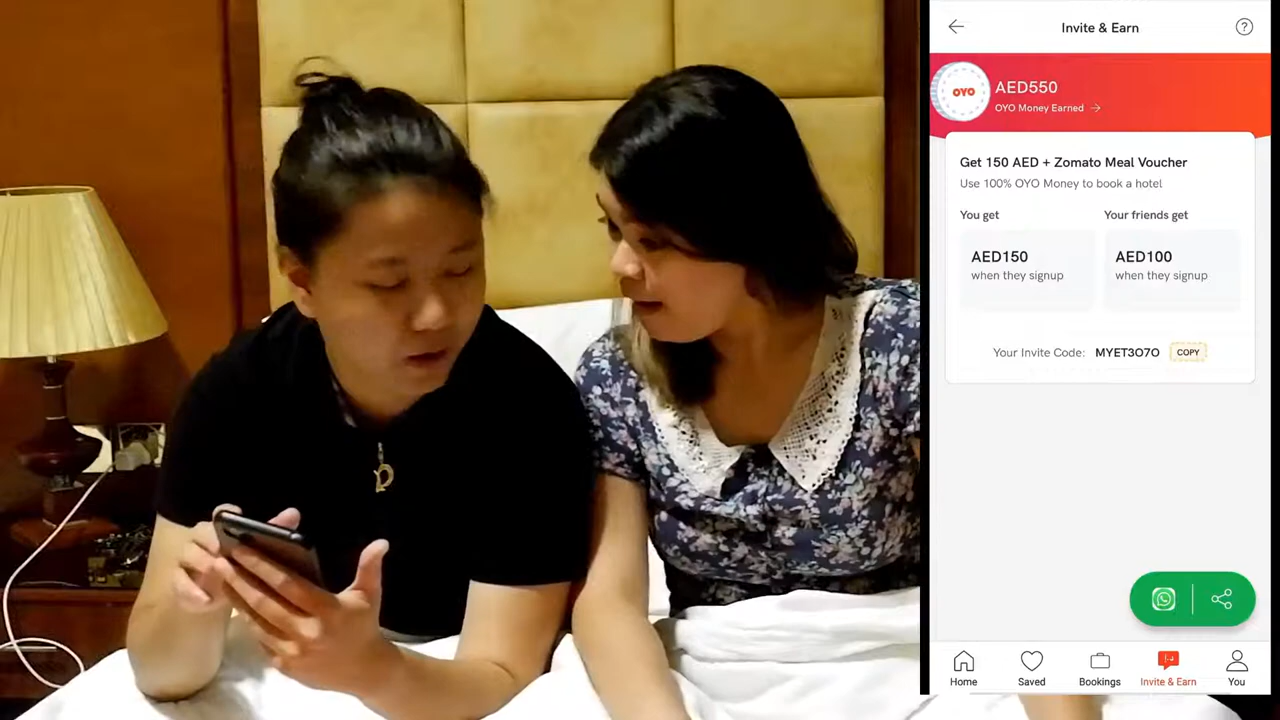 Invite & Earn
?
OYO
AED550
OYO Money Earned
Get 150 AED + Zomato Meal Voucher
Use 100% OYO Money to book a hotel
You get
Your friends get
AED150
AED100
when they signup
when they signup
Your Invite Code: MYET3O7O COPY
Home
Saved
Bookings
Invite & Earn
You